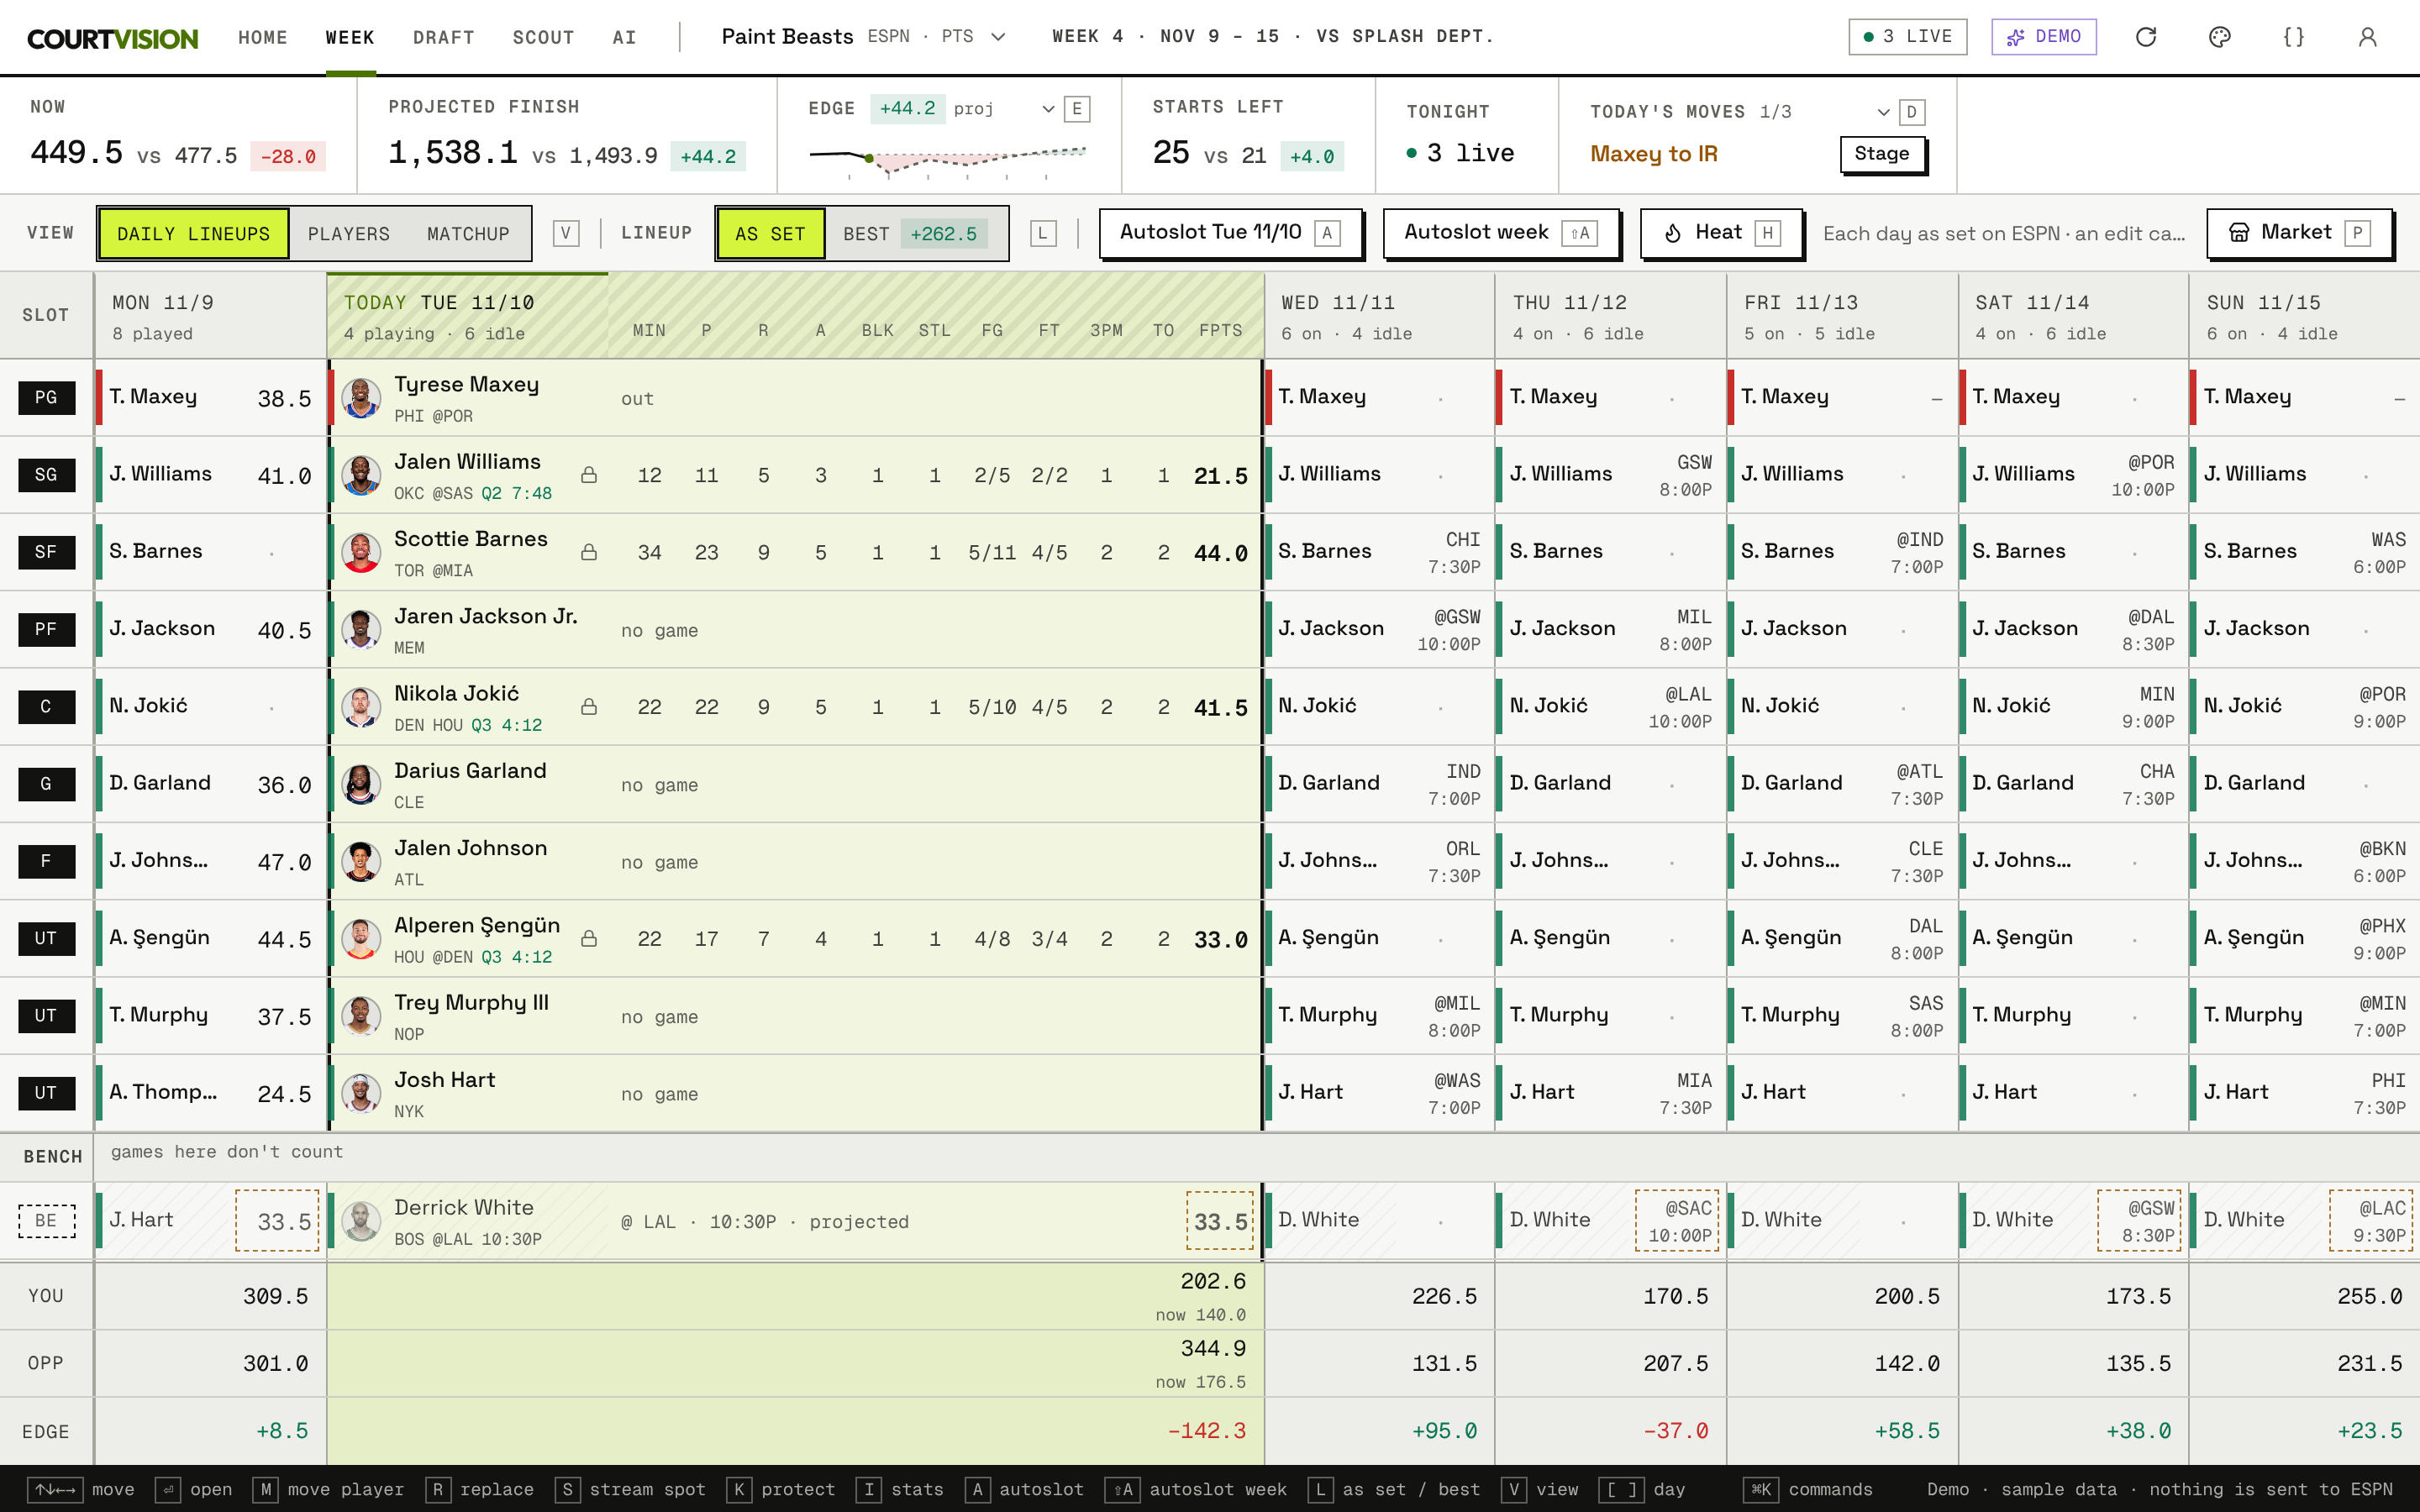 COURTVISION HOME WEEK DRAFT SCOUT AI Paint Beasts ESPN · PTS WEEK 4 · NOV 9 – 15 · VS SPLASH DEPT. 3 LIVE DEMO { }
NOW PROJECTED FINISH EDGE +44.2 proj E STARTS LEFT TONIGHT TODAY'S MOVES 1/3 D
449.5 vs 477.5 −28.0 1,538.1 vs 1,493.9 +44.2 25 vs 21 +4.0 3 live Maxey to IR Stage
VIEW DAILY LINEUPS PLAYERS MATCHUP V LINEUP AS SET BEST +262.5 L Autoslot Tue 11/10 A Autoslot week ⇧A Heat H Each day as set on ESPN · an edit ca... Market P
SLOT MON 11/9 TODAY TUE 11/10 WED 11/11 THU 11/12 FRI 11/13 SAT 11/14 SUN 11/15
8 played 4 playing · 6 idle MIN P R A BLK STL FG FT 3PM TO FPTS 6 on · 4 idle 4 on · 6 idle 5 on · 5 idle 4 on · 6 idle 6 on · 4 idle
PG T. Maxey 38.5 Tyrese Maxey out T. Maxey · T. Maxey · T. Maxey – T. Maxey · T. Maxey –
PHI @POR
SG J. Williams 41.0 Jalen Williams 12 11 5 3 1 1 2/5 2/2 1 1 21.5 J. Williams · J. Williams GSW J. Williams · J. Williams @POR J. Williams ·
OKC @SAS Q2 7:48 8:00P 10:00P
SF S. Barnes · Scottie Barnes 34 23 9 5 1 1 5/11 4/5 2 2 44.0 S. Barnes CHI S. Barnes · S. Barnes @IND S. Barnes · S. Barnes WAS
TOR @MIA 7:30P 7:00P 6:00P
PF J. Jackson 40.5 Jaren Jackson Jr. no game J. Jackson @GSW J. Jackson MIL J. Jackson · J. Jackson @DAL J. Jackson ·
MEM 10:00P 8:00P 8:30P
C N. Jokić · Nikola Jokić 22 22 9 5 1 1 5/10 4/5 2 2 41.5 N. Jokić · N. Jokić @LAL N. Jokić · N. Jokić MIN N. Jokić @POR
DEN HOU Q3 4:12 10:00P 9:00P 9:00P
G D. Garland 36.0 Darius Garland no game D. Garland IND D. Garland · D. Garland @ATL D. Garland CHA D. Garland ·
CLE 7:00P 7:30P 7:30P
F J. Johns... 47.0 Jalen Johnson no game J. Johns... ORL J. Johns... · J. Johns... CLE J. Johns... · J. Johns... @BKN
ATL 7:30P 7:30P 6:00P
UT A. Şengün 44.5 Alperen Şengün 22 17 7 4 1 1 4/8 3/4 2 2 33.0 A. Şengün · A. Şengün · A. Şengün DAL A. Şengün · A. Şengün @PHX
HOU @DEN Q3 4:12 8:00P 9:00P
UT T. Murphy 37.5 Trey Murphy III no game T. Murphy @MIL T. Murphy · T. Murphy SAS T. Murphy · T. Murphy @MIN
NOP 8:00P 8:00P 7:00P
UT A. Thomp... 24.5 Josh Hart no game J. Hart @WAS J. Hart MIA J. Hart · J. Hart · J. Hart PHI
NYK 7:00P 7:30P 7:30P
BENCH games here don't count
BE J. Hart 33.5 Derrick White @ LAL · 10:30P · projected 33.5 D. White · D. White @SAC D. White · D. White @GSW D. White @LAC
BOS @LAL 10:30P 10:00P 8:30P 9:30P
YOU 309.5 202.6 226.5 170.5 200.5 173.5 255.0
now 140.0
OPP 301.0 344.9 131.5 207.5 142.0 135.5 231.5
now 176.5
EDGE +8.5 −142.3 +95.0 −37.0 +58.5 +38.0 +23.5
↑↓←→ move ⏎ open M move player R replace S stream spot K protect I stats A autoslot ⇧A autoslot week L as set / best V view [ ] day ⌘K commands Demo · sample data · nothing is sent to ESPN